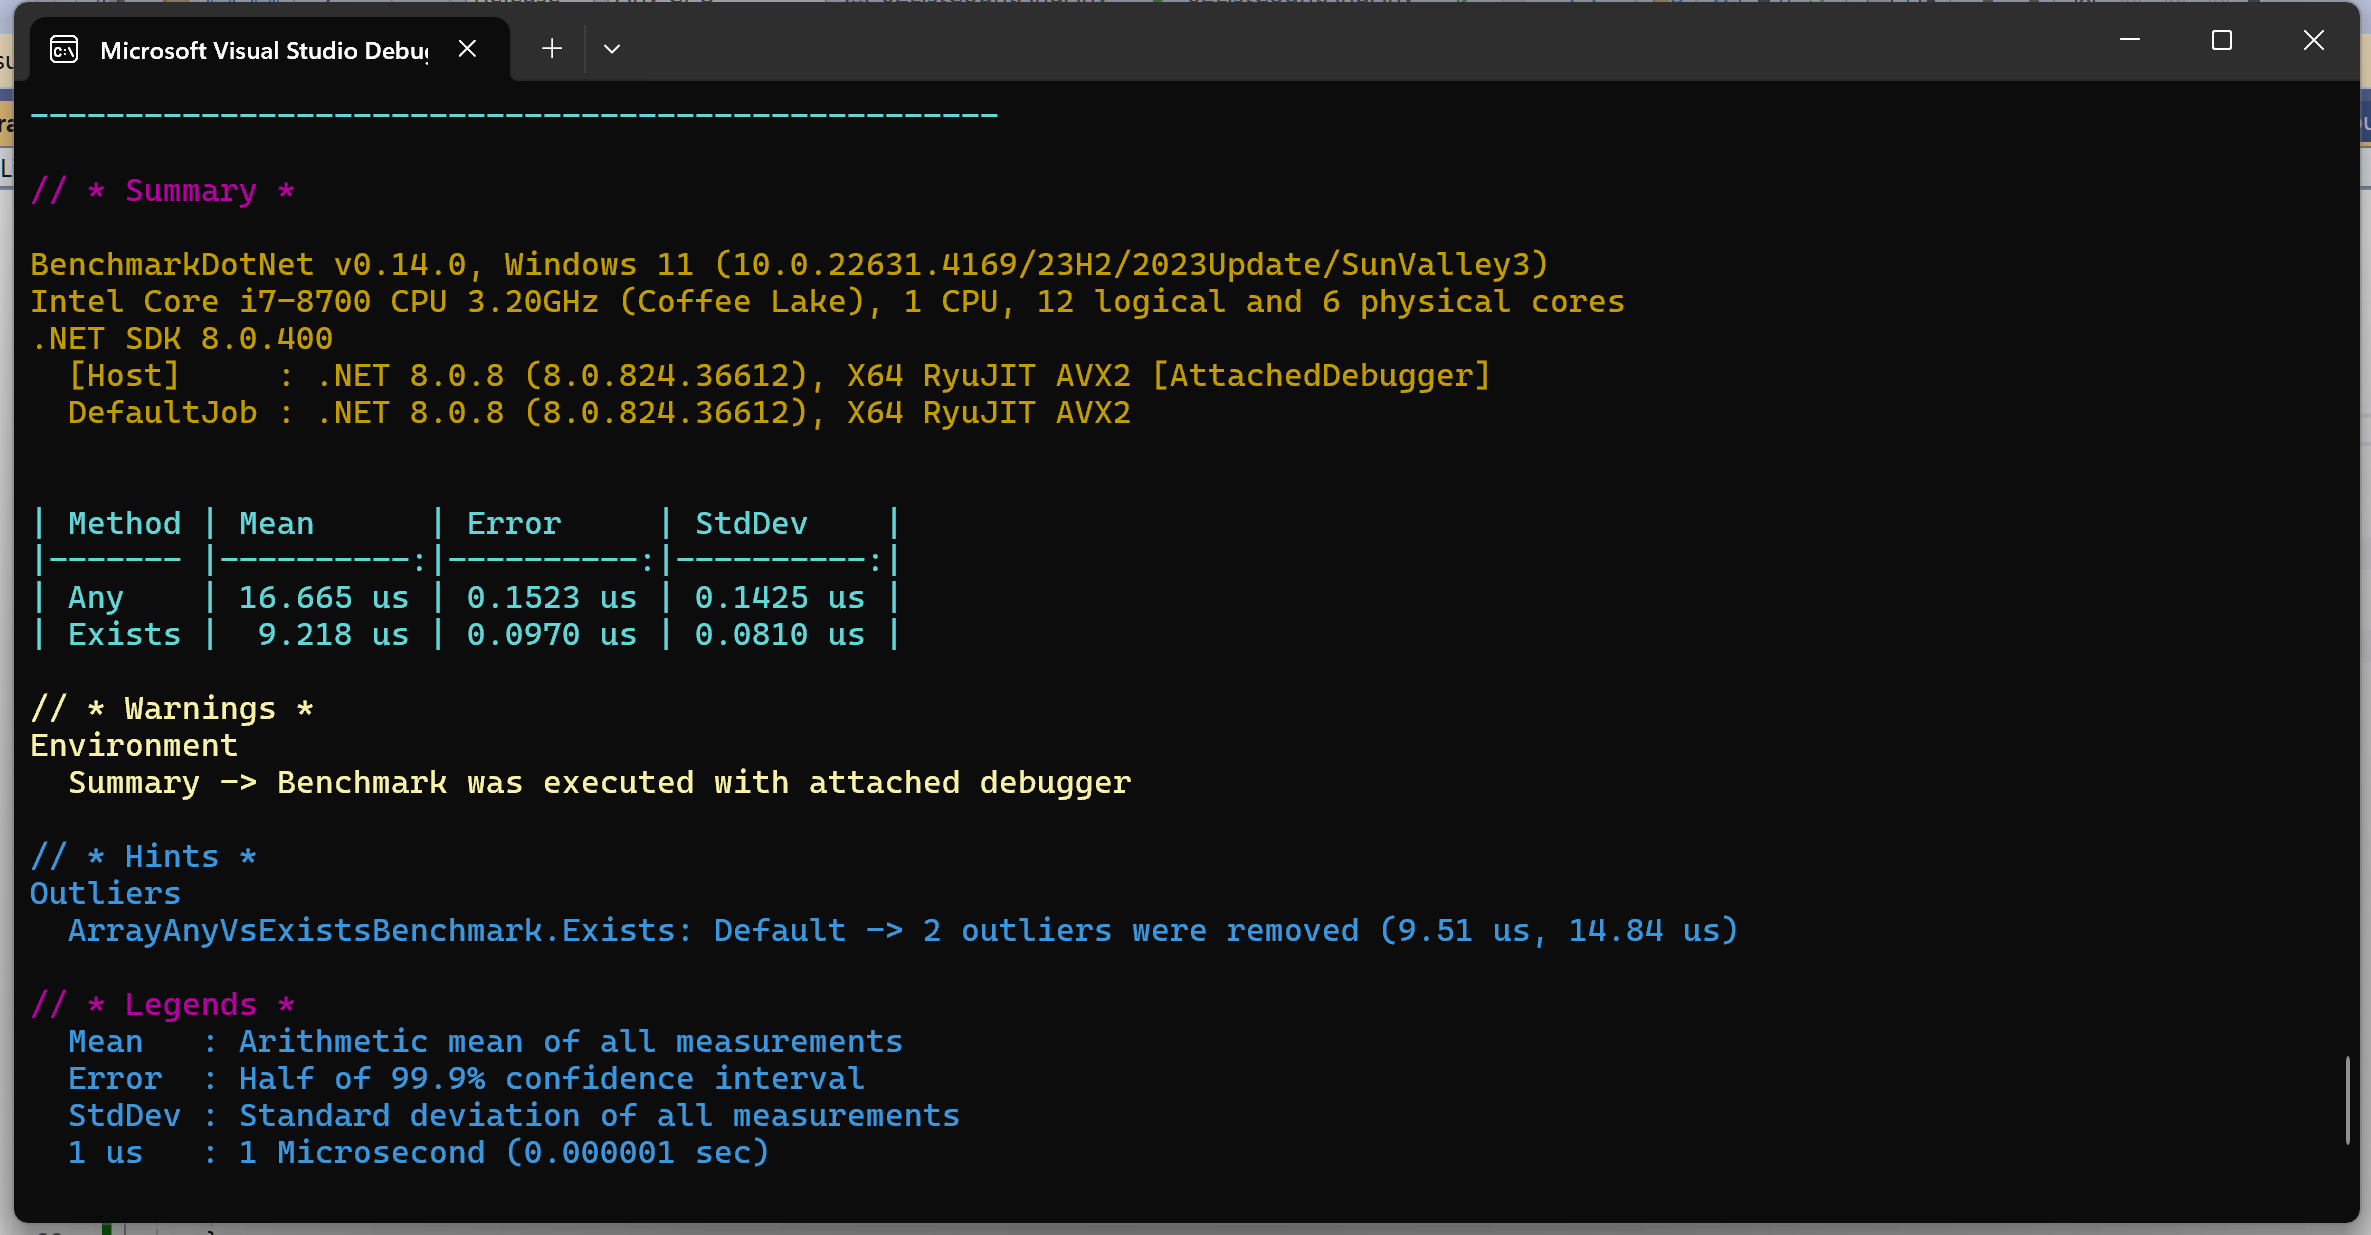 Microsoft Visual Studio Debug
-----------------------------------------------------
// * Summary *
BenchmarkDotNet v0.14.0, Windows 11 (10.0.22631.4169/23H2/2023Update/SunValley3)
Intel Core i7-8700 CPU 3.20GHz (Coffee Lake), 1 CPU, 12 logical and 6 physical cores
.NET SDK 8.0.400
  [Host]     : .NET 8.0.8 (8.0.824.36612), X64 RyuJIT AVX2 [AttachedDebugger]
  DefaultJob : .NET 8.0.8 (8.0.824.36612), X64 RyuJIT AVX2
| Method | Mean      | Error     | StdDev    |
|------- |----------:|----------:|----------:|
| Any    | 16.665 us | 0.1523 us | 0.1425 us |
| Exists |  9.218 us | 0.0970 us | 0.0810 us |
// * Warnings *
Environment
  Summary -> Benchmark was executed with attached debugger
// * Hints *
Outliers
  ArrayAnyVsExistsBenchmark.Exists: Default -> 2 outliers were removed (9.51 us, 14.84 us)
// * Legends *
  Mean   : Arithmetic mean of all measurements
  Error  : Half of 99.9% confidence interval
  StdDev : Standard deviation of all measurements
  1 us   : 1 Microsecond (0.000001 sec)